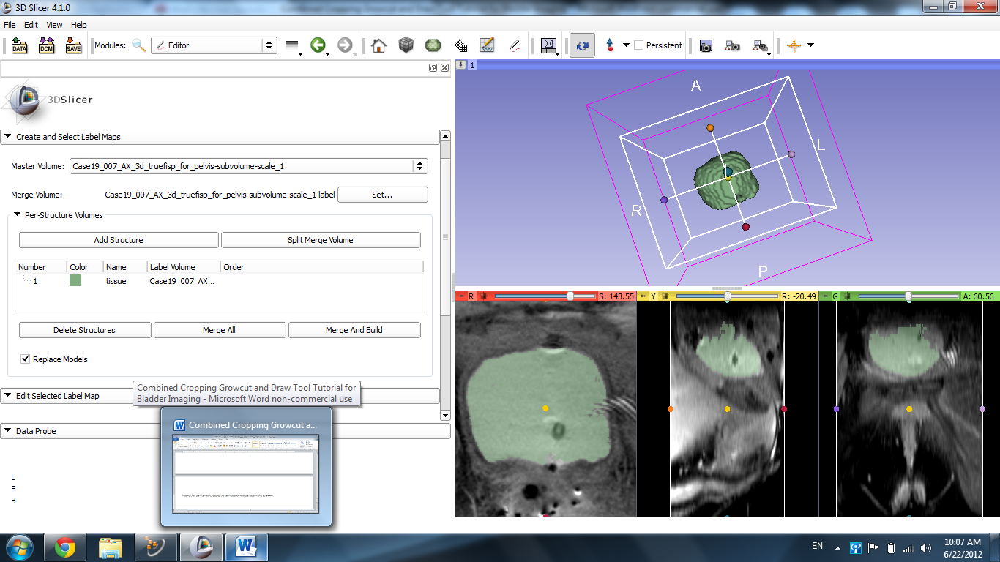 3D Slicer 4.1.0
File Edit View Help
DATA DCM SAVE Modules: Editor Persistent
1
3DSlicer
Create and Select Label Maps
Master Volume: Case19_007_AX_3d_truefisp_for_pelvis-subvolume-scale_1
Merge Volume: Case19_007_AX_3d_truefisp_for_pelvis-subvolume-scale_1-label Set...
Per-Structure Volumes
Add Structure Split Merge Volume
Number Color Name Label Volume Order
1 tissue Case19_007_AX...
Delete Structures Merge All Merge And Build
Replace Models
Combined Cropping Growcut and Draw Tool Tutorial for
Bladder Imaging - Microsoft Word non-commercial use
Edit Selected Label Map
Combined Cropping Growcut a...
Data Probe
L
F
B
A
L
R
P
R S: 143.55 Y R: -20.49 G A: 60.56
EN 10:07 AM
6/22/2012